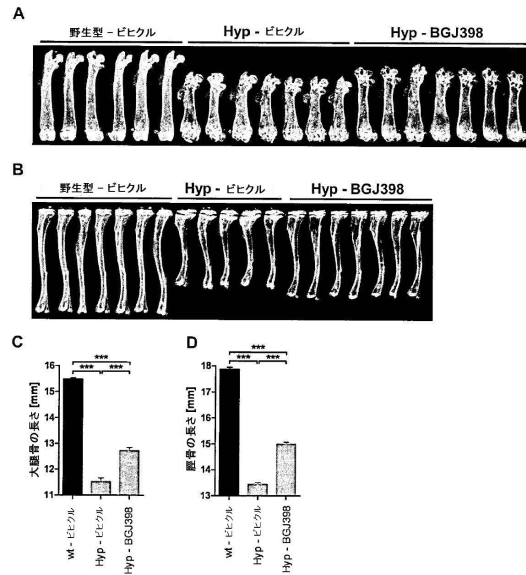 A
野生型 - ビヒクル
Hyp - ビヒクル
Hyp - BGJ398
B
野生型 - ビヒクル
Hyp - ビヒクル
Hyp - BGJ398
C
***
*** ***
大腿骨の長さ [mm]
16
15
14
13
12
11
wt - ビヒクル
Hyp - ビヒクル
Hyp - BGJ398
D
***
*** ***
脛骨の長さ [mm]
18
17
16
15
14
13
wt - ビヒクル
Hyp - ビヒクル
Hyp - BGJ398